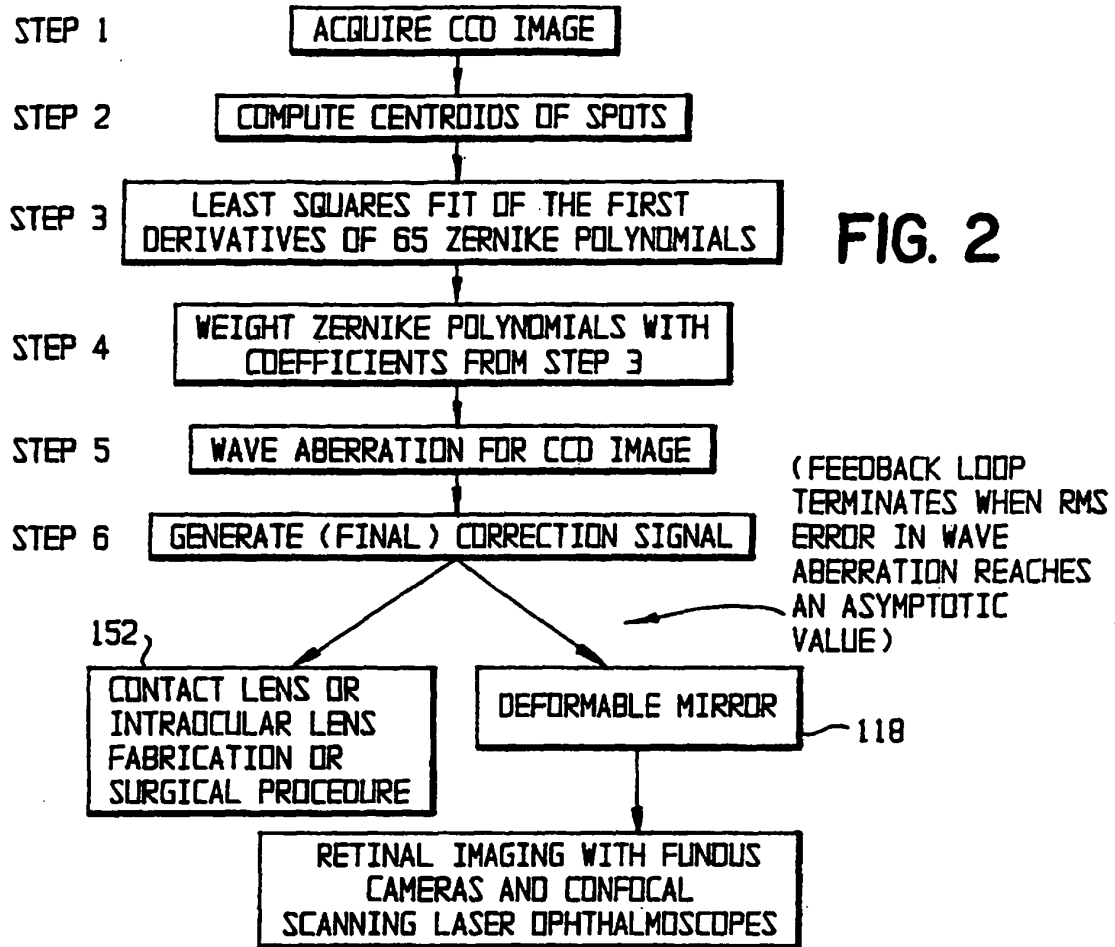 STEP 1
ACQUIRE CCD IMAGE
STEP 2
COMPUTE CENTROIDS OF SPOTS
STEP 3
LEAST SQUARES FIT OF THE FIRST
DERIVATIVES OF 65 ZERNIKE POLYNOMIALS
FIG. 2
STEP 4
WEIGHT ZERNIKE POLYNOMIALS WITH
COEFFICIENTS FROM STEP 3
STEP 5
WAVE ABERRATION FOR CCD IMAGE
STEP 6
GENERATE (FINAL) CORRECTION SIGNAL
(FEEDBACK LOOP
TERMINATES WHEN RMS
ERROR IN WAVE
ABERRATION REACHES
AN ASYMPTOTIC
VALUE)
152
CONTACT LENS OR
INTRAOCULAR LENS
FABRICATION OR
SURGICAL PROCEDURE
DEFORMABLE MIRROR
118
RETINAL IMAGING WITH FUNDUS
CAMERAS AND CONFOCAL
SCANNING LASER OPHTHALMOSCOPES